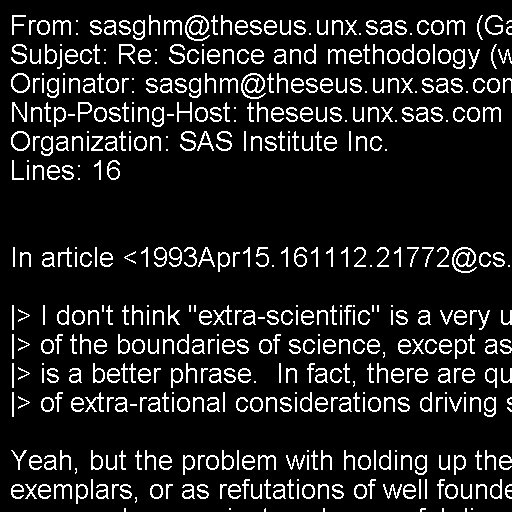 From: sasghm@theseus.unx.sas.com (Ga
Subject: Re: Science and methodology (w
Originator: sasghm@theseus.unx.sas.com
Nntp-Posting-Host: theseus.unx.sas.com
Organization: SAS Institute Inc.
Lines: 16
In article <1993Apr15.161112.21772@cs.
|> I don't think "extra-scientific" is a very u
|> of the boundaries of science, except as
|> is a better phrase.  In fact, there are qu
|> of extra-rational considerations driving s
Yeah, but the problem with holding up the
exemplars, or as refutations of well founde